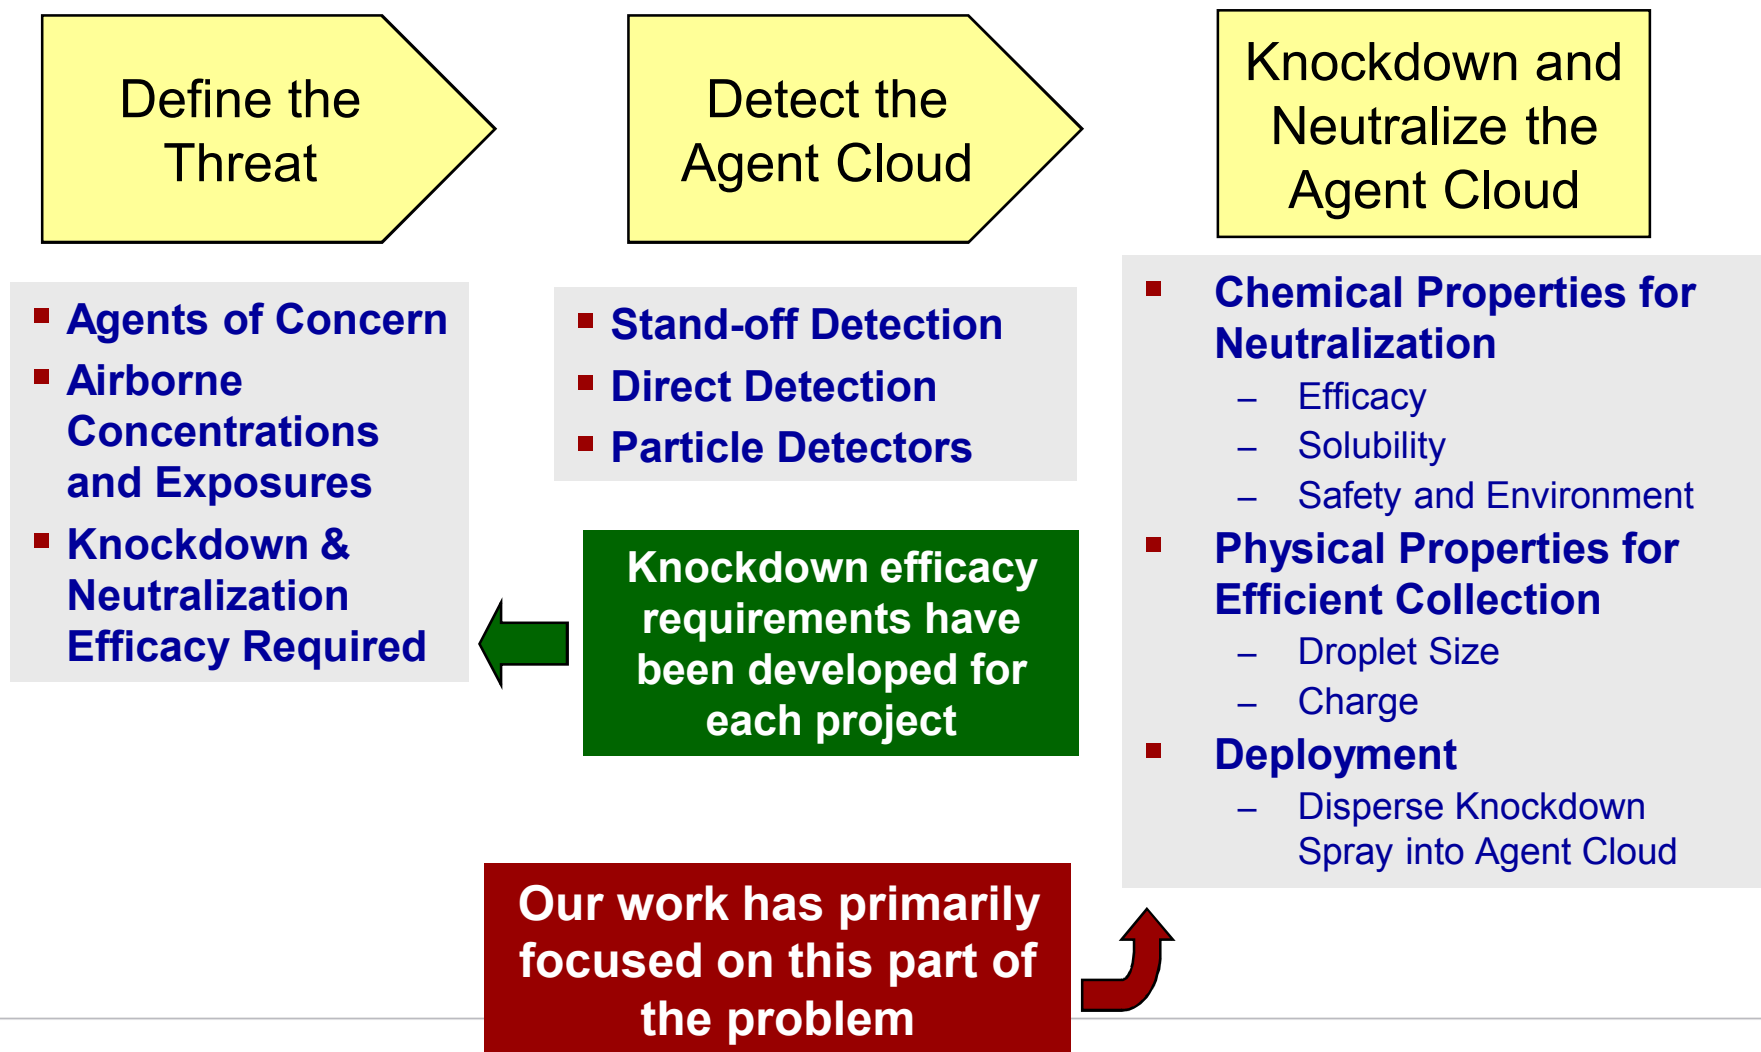 Define the
Threat
Detect the
Agent Cloud
Knockdown and
Neutralize the
Agent Cloud
Agents of Concern
Airborne
Concentrations
and Exposures
Knockdown &
Neutralization
Efficacy Required
Stand-off Detection
Direct Detection
Particle Detectors
Knockdown efficacy
requirements have
been developed for
each project
Chemical Properties for
Neutralization
– Efficacy
– Solubility
– Safety and Environment
Physical Properties for
Efficient Collection
– Droplet Size
– Charge
Deployment
– Disperse Knockdown
Spray into Agent Cloud
Our work has primarily
focused on this part of
the problem